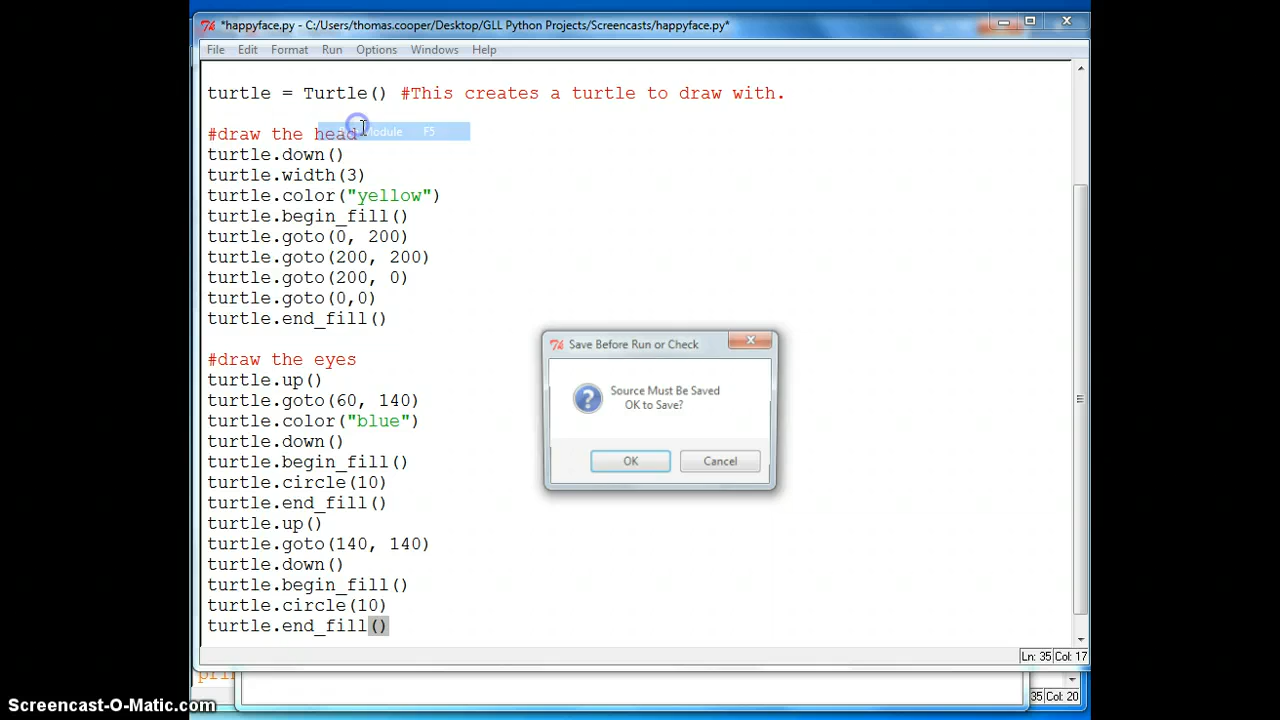 *happyface.py - C:/Users/thomas.cooper/Desktop/GLL Python Projects/Screencasts/happyface.py*
File Edit Format Run Options Windows Help
turtle = Turtle() #This creates a turtle to draw with.
#draw the head
Module F5
turtle.down()
turtle.width(3)
turtle.color("yellow")
turtle.begin_fill()
turtle.goto(0, 200)
turtle.goto(200, 200)
turtle.goto(200, 0)
turtle.goto(0,0)
turtle.end_fill()
#draw the eyes
turtle.up()
turtle.goto(60, 140)
turtle.color("blue")
turtle.down()
turtle.begin_fill()
turtle.circle(10)
turtle.end_fill()
turtle.up()
turtle.goto(140, 140)
turtle.down()
turtle.begin_fill()
turtle.circle(10)
turtle.end_fill()
Save Before Run or Check
Source Must Be Saved
OK to Save?
OK Cancel
Ln: 35 Col: 17
35 Col: 20
Screencast-O-Matic.com